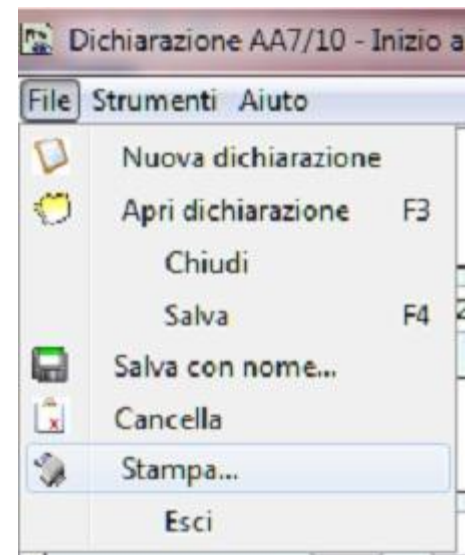 Dichiarazione AA7/10 - Inizio a
File Strumenti Aiuto
Nuova dichiarazione
Apri dichiarazione F3
Chiudi
Salva F4
Salva con nome...
Cancella
Stampa...
Esci